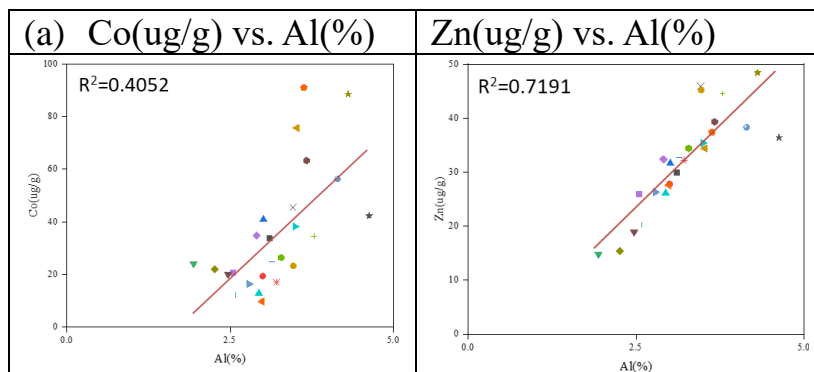 (a) Co(ug/g) vs. Al(%)
Zn(ug/g) vs. Al(%)
R²=0.4052
100
80
60
40
20
0
Co(ug/g)
0.0
2.5
5.0
Al(%)
R²=0.7191
50
40
30
20
10
0
Zn(ug/g)
0.0
2.5
5.0
Al(%)